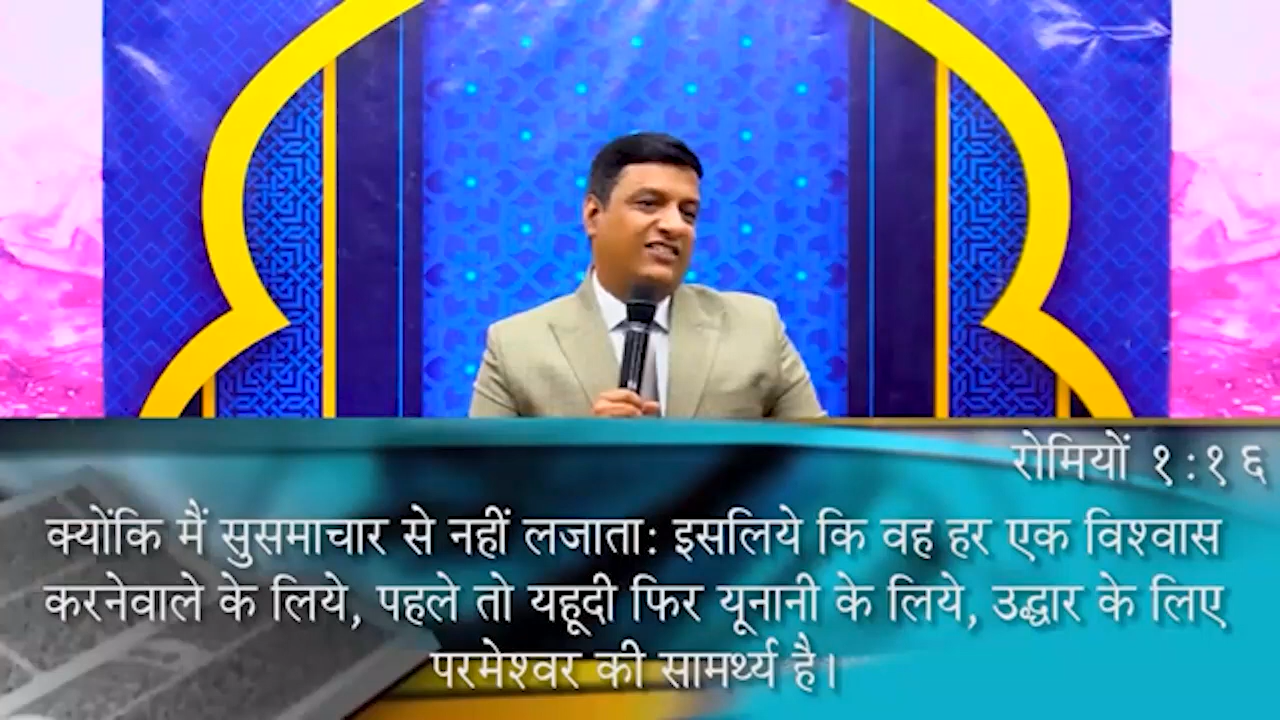 रोमियों १:१६
क्योंकि मैं सुसमाचार से नहीं लजाता: इसलिये कि वह हर एक विश्वास
करनेवाले के लिये, पहले तो यहूदी फिर यूनानी के लिये, उद्धार के लिए
परमेश्वर की सामर्थ्य है।